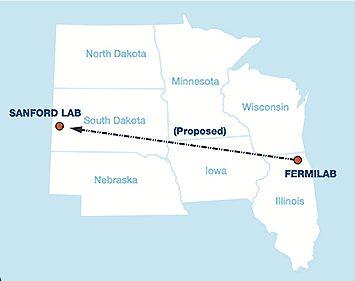 North Dakota
Minnesota
SANFORD LAB
South Dakota
Wisconsin
(Proposed)
Nebraska
Iowa
FERMILAB
Illinois